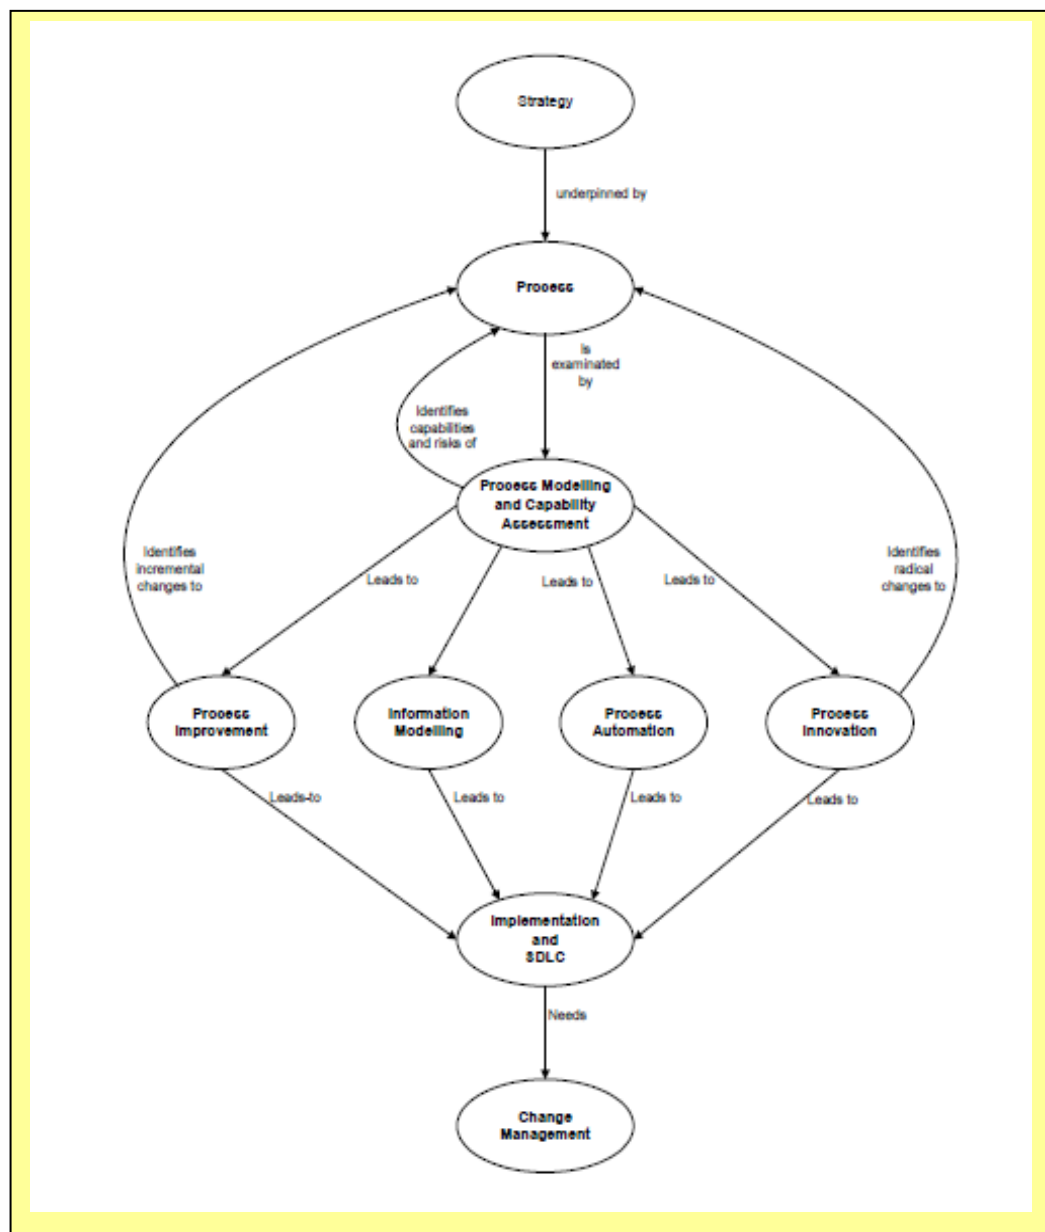 Strategy
underpinned by
Process
Is
examinated
by
Identifies
capabilities
and risks of
Process Modelling
and Capability
Assessment
Identifies
incremental
changes to
Identifies
radical
changes to
Leads to
Leads to
Leads to
Process
Improvement
Information
Modelling
Process
Automation
Process
Innovation
Leads-to
Leads to
Leads to
Leads to
Implementation
and
SDLC
Needs
Change
Management